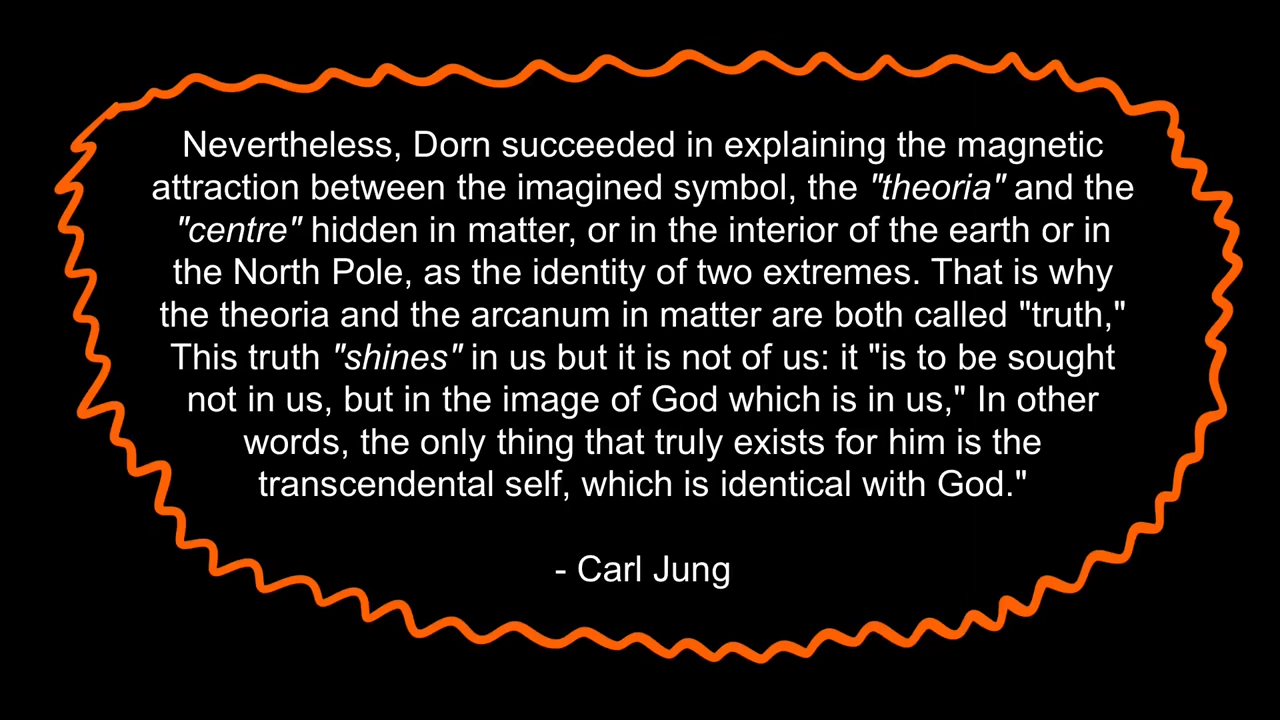 Nevertheless, Dorn succeeded in explaining the magnetic
attraction between the imagined symbol, the "theoria" and the
"centre" hidden in matter, or in the interior of the earth or in
the North Pole, as the identity of two extremes. That is why
the theoria and the arcanum in matter are both called "truth,"
This truth "shines" in us but it is not of us: it "is to be sought
not in us, but in the image of God which is in us," In other
words, the only thing that truly exists for him is the
transcendental self, which is identical with God."
- Carl Jung